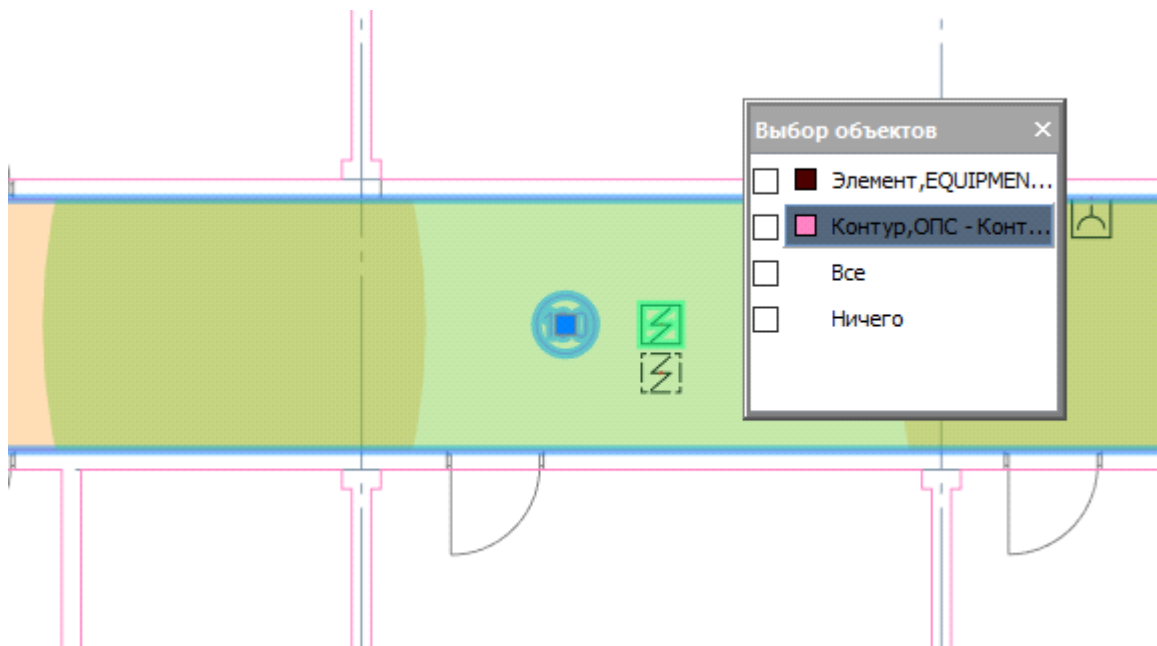 Выбор объектов
Элемент,EQUIPMEN...
Контур,ОПС - Конт...
Все
Ничего